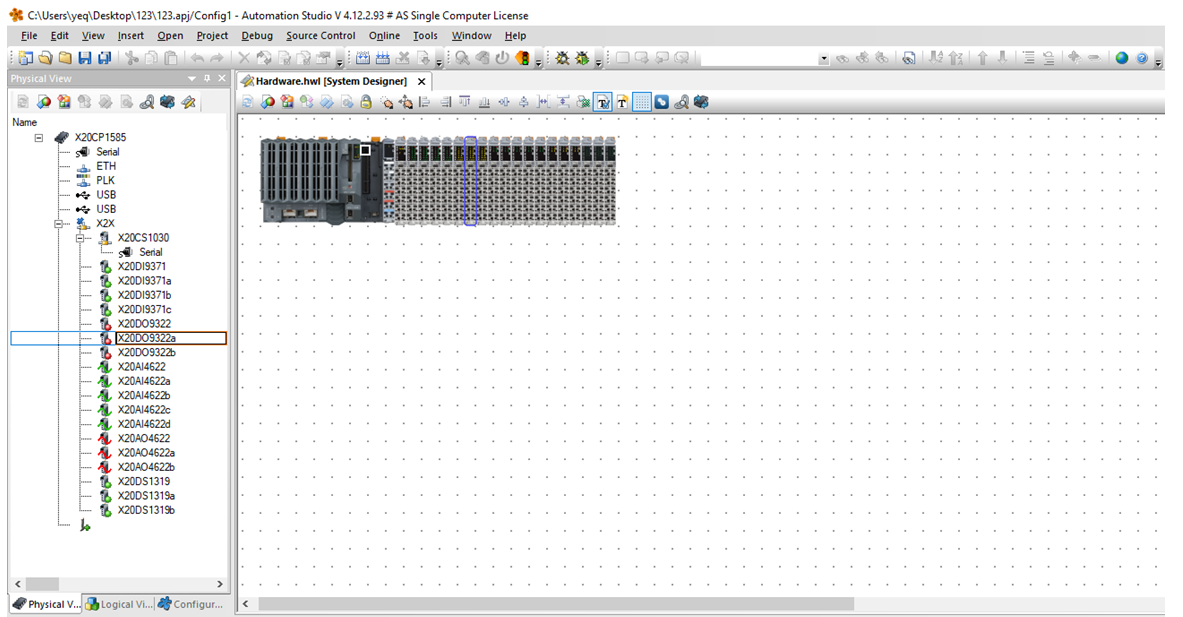 C:\Users\yeq\Desktop\123\123.apj/Config1 - Automation Studio V 4.12.2.93 # AS Single Computer License
File Edit View Insert Open Project Debug Source Control Online Tools Window Help
Physical View
Hardware.hwl [System Designer]
Name
X20CP1585
Serial
ETH
PLK
USB
USB
X2X
X20CS1030
Serial
X20DI9371
X20DI9371a
X20DI9371b
X20DI9371c
X20DO9322
X20DO9322a
X20DO9322b
X20AI4622
X20AI4622a
X20AI4622b
X20AI4622c
X20AI4622d
X20AO4622
X20AO4622a
X20AO4622b
X20DS1319
X20DS1319a
X20DS1319b
Physical V... Logical Vi... Configur...